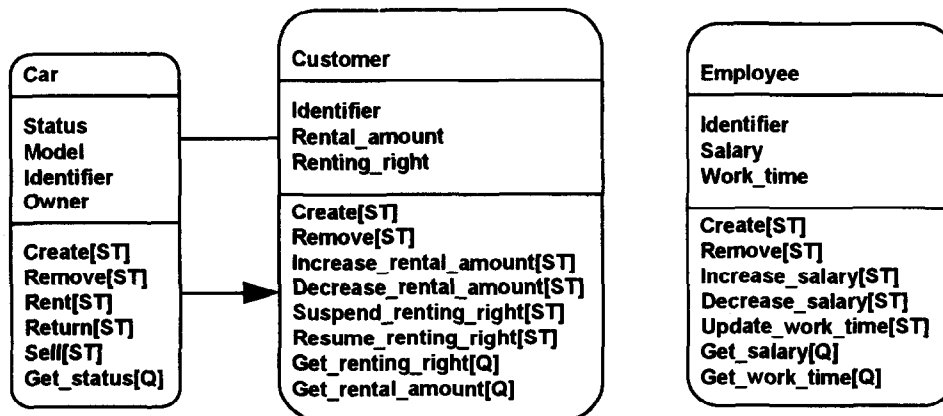 Car
Status
Model
Identifier
Owner
Create[ST]
Remove[ST]
Rent[ST]
Return[ST]
Sell[ST]
Get_status[Q]
Customer
Identifier
Rental_amount
Renting_right
Create[ST]
Remove[ST]
Increase_rental_amount[ST]
Decrease_rental_amount[ST]
Suspend_renting_right[ST]
Resume_renting_right[ST]
Get_renting_right[Q]
Get_rental_amount[Q]
Employee
Identifier
Salary
Work_time
Create[ST]
Remove[ST]
Increase_salary[ST]
Decrease_salary[ST]
Update_work_time[ST]
Get_salary[Q]
Get_work_time[Q]